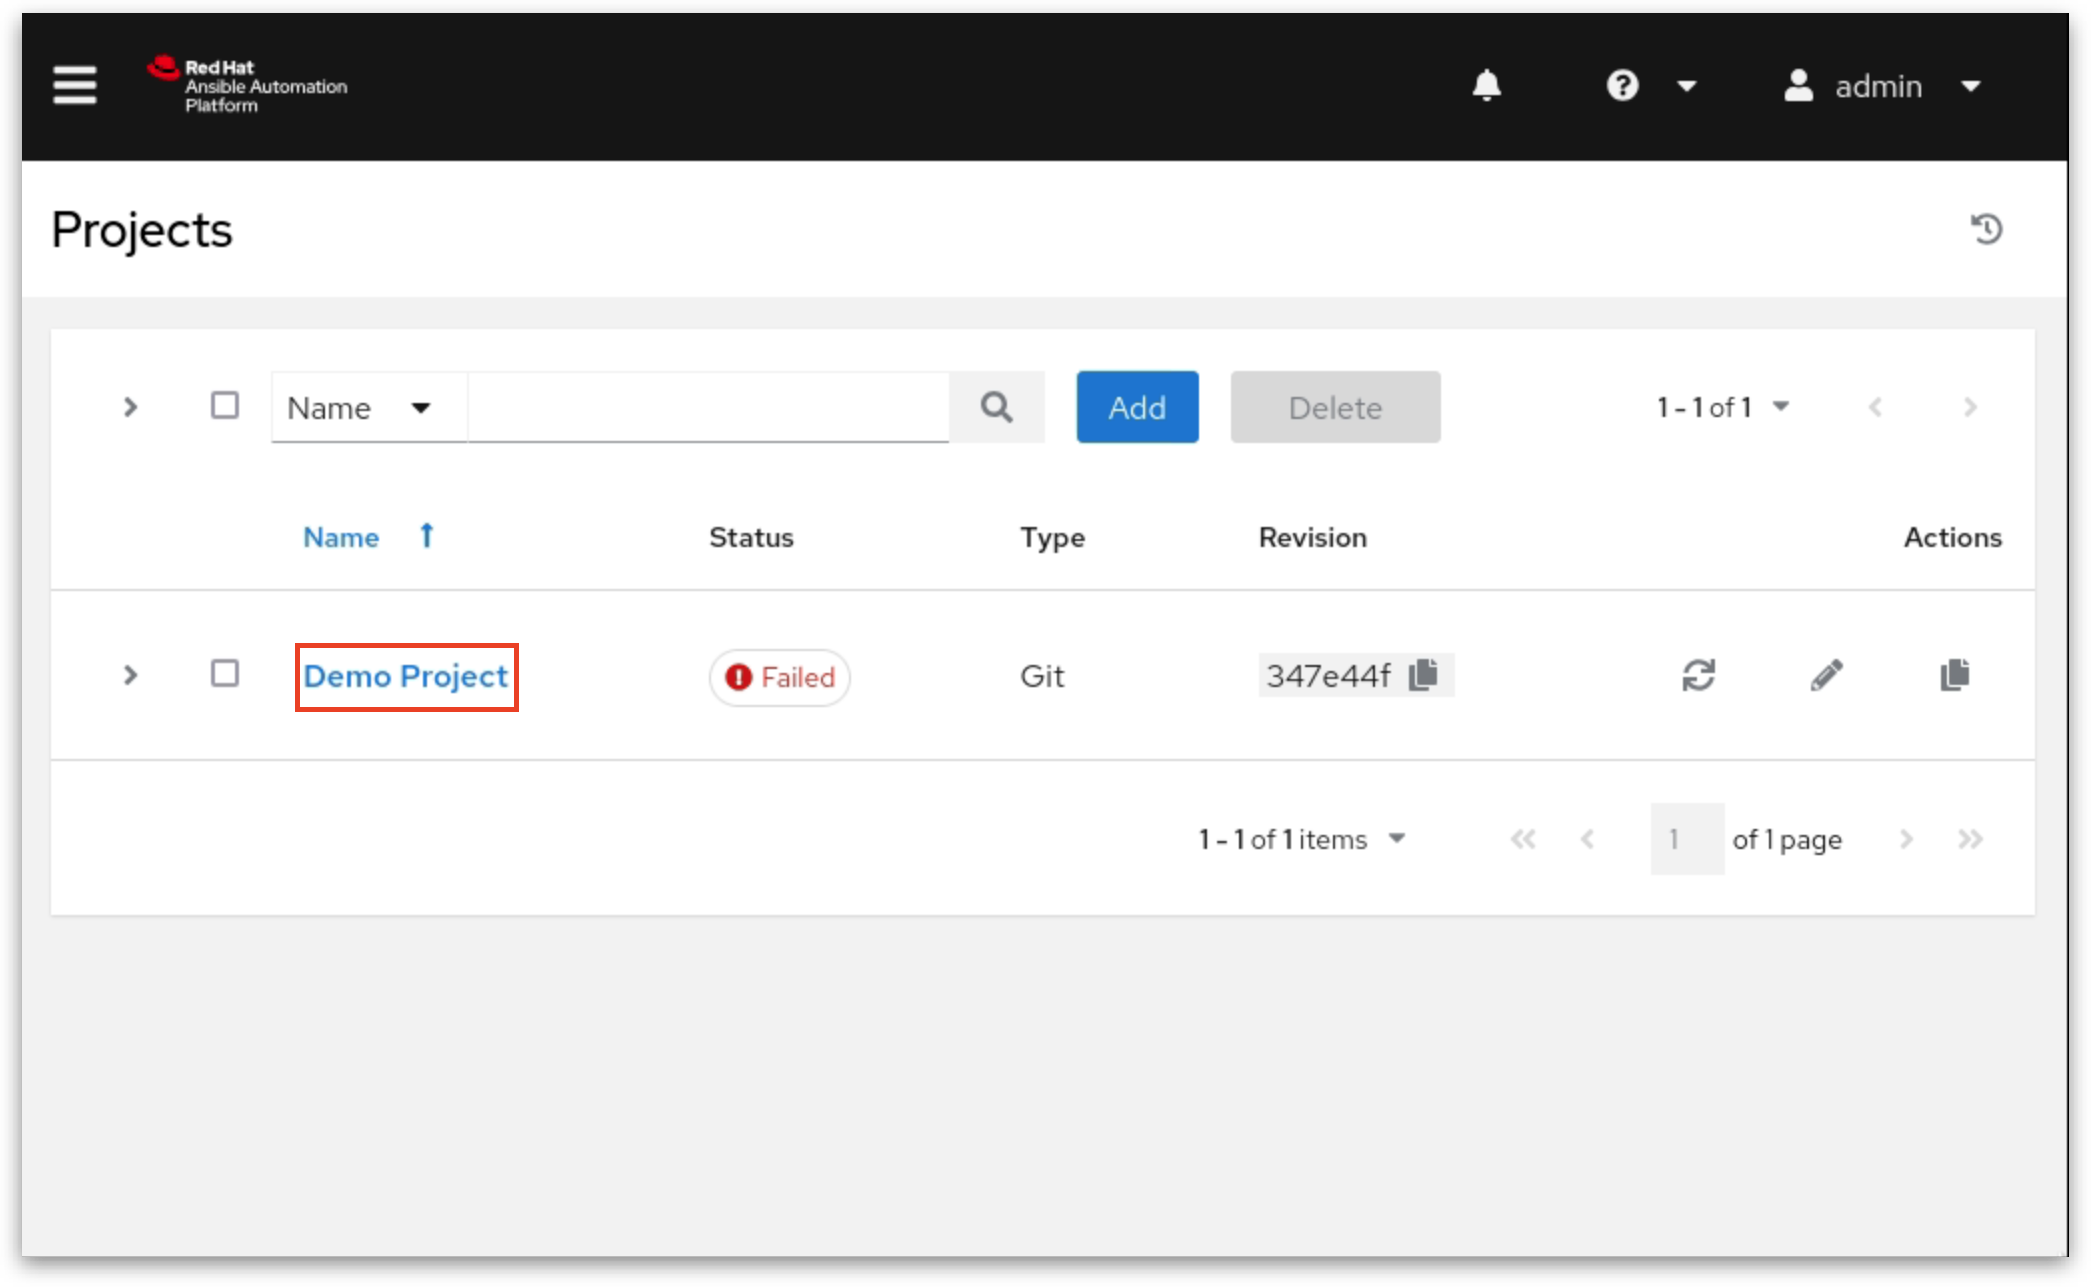 Red Hat
Ansible Automation
Platform
admin
Projects
Name
Add
Delete
1 - 1 of 1
Name
Status
Type
Revision
Actions
Demo Project
Failed
Git
347e44f
1 - 1 of 1 items
1
of 1 page